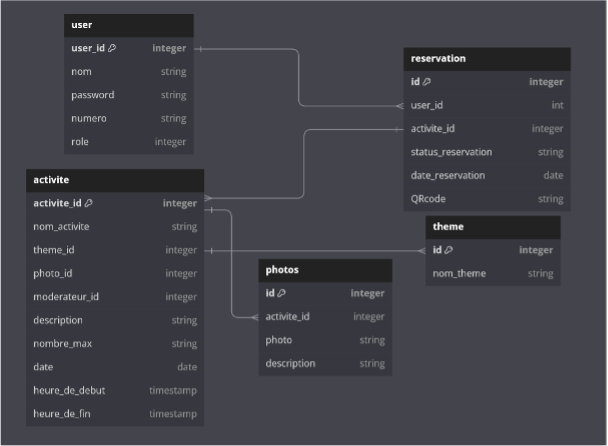 user
user_id integer
nom string
password string
numero string
role integer
reservation
id integer
user_id int
activite_id integer
status_reservation string
date_reservation date
QRcode string
activite
activite_id integer
nom_activite string
theme_id integer
photo_id integer
moderateur_id integer
description string
nombre_max string
date date
heure_de_debut timestamp
heure_de_fin timestamp
theme
id integer
nom_theme string
photos
id integer
activite_id integer
photo string
description string